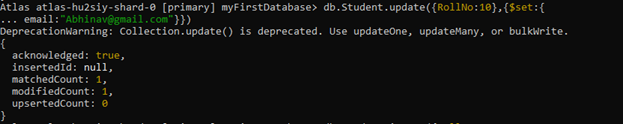 Atlas atlas-hu2siy-shard-0 [primary] myFirstDatabase> db.Student.update({RollNo:10},{$set:{
... email:"Abhinav@gmail.com"}})
DeprecationWarning: Collection.update() is deprecated. Use updateOne, updateMany, or bulkWrite.
{
  acknowledged: true,
  insertedId: null,
  matchedCount: 1,
  modifiedCount: 1,
  upsertedCount: 0
}